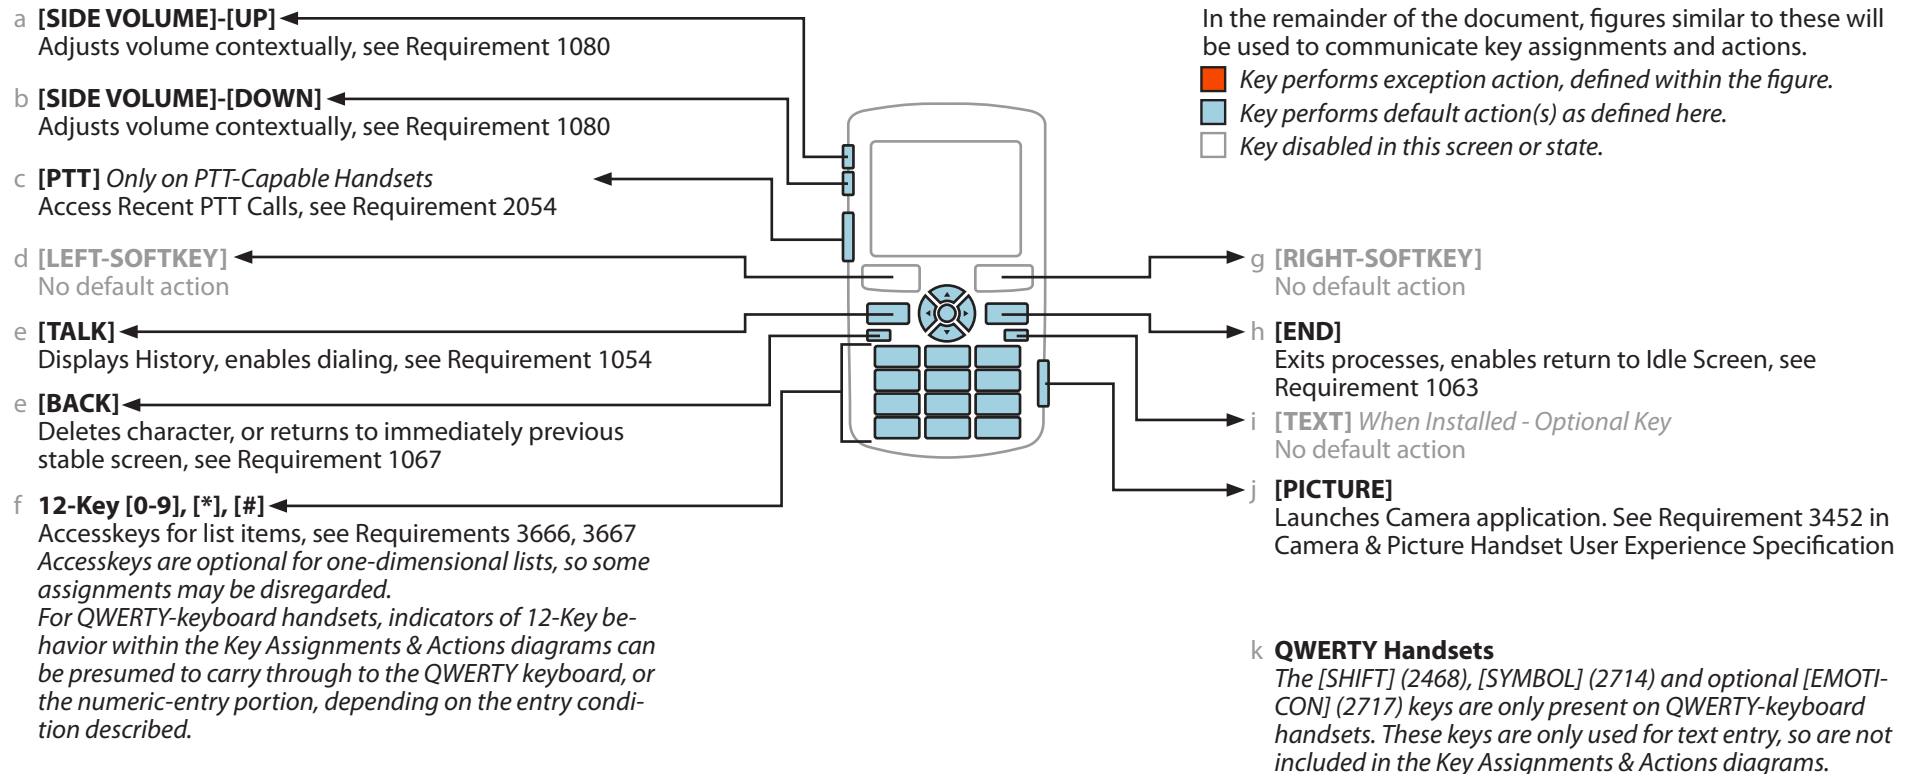 a [SIDE VOLUME]-[UP]
Adjusts volume contextually, see Requirement 1080
b [SIDE VOLUME]-[DOWN]
Adjusts volume contextually, see Requirement 1080
c [PTT] Only on PTT-Capable Handsets
Access Recent PTT Calls, see Requirement 2054
d [LEFT-SOFTKEY]
No default action
e [TALK]
Displays History, enables dialing, see Requirement 1054
e [BACK]
Deletes character, or returns to immediately previous
stable screen, see Requirement 1067
f 12-Key [0-9], [*], [#]
Accesskeys for list items, see Requirements 3666, 3667
Accesskeys are optional for one-dimensional lists, so some
assignments may be disregarded.
For QWERTY-keyboard handsets, indicators of 12-Key be-
havior within the Key Assignments & Actions diagrams can
be presumed to carry through to the QWERTY keyboard, or
the numeric-entry portion, depending on the entry condi-
tion described.
In the remainder of the document, figures similar to these will
be used to communicate key assignments and actions.
Key performs exception action, defined within the figure.
Key performs default action(s) as defined here.
Key disabled in this screen or state.
g [RIGHT-SOFTKEY]
No default action
h [END]
Exits processes, enables return to Idle Screen, see
Requirement 1063
i [TEXT] When Installed - Optional Key
No default action
j [PICTURE]
Launches Camera application. See Requirement 3452 in
Camera & Picture Handset User Experience Specification
k QWERTY Handsets
The [SHIFT] (2468), [SYMBOL] (2714) and optional [EMOTI-
CON] (2717) keys are only present on QWERTY-keyboard
handsets. These keys are only used for text entry, so are not
included in the Key Assignments & Actions diagrams.